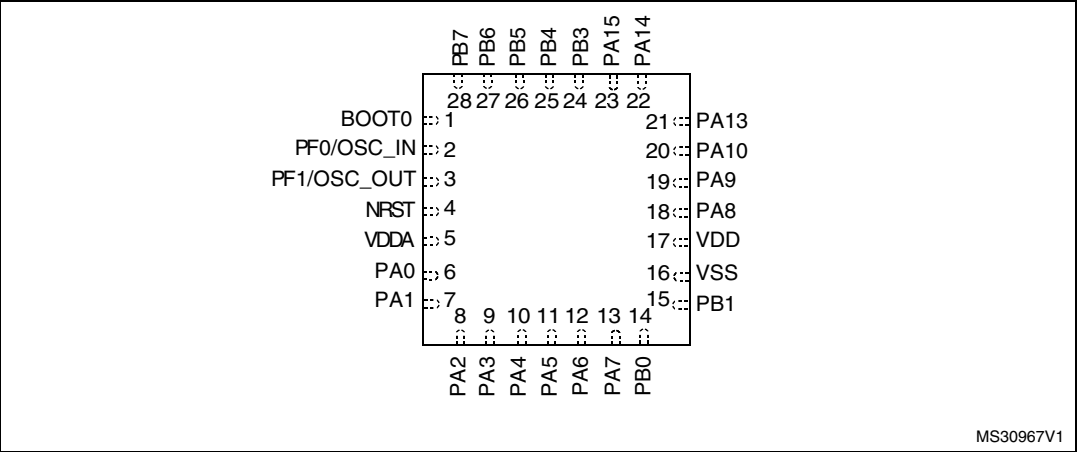 PB7 PB6 PB5 PB4 PB3 PA15 PA14
28 27 26 25 24 23 22
BOOT0 1 21 PA13
PF0/OSC_IN 2 20 PA10
PF1/OSC_OUT 3 19 PA9
NRST 4 18 PA8
VDDA 5 17 VDD
PA0 6 16 VSS
PA1 7 15 PB1
8 9 10 11 12 13 14
PA2 PA3 PA4 PA5 PA6 PA7 PB0
MS30967V1